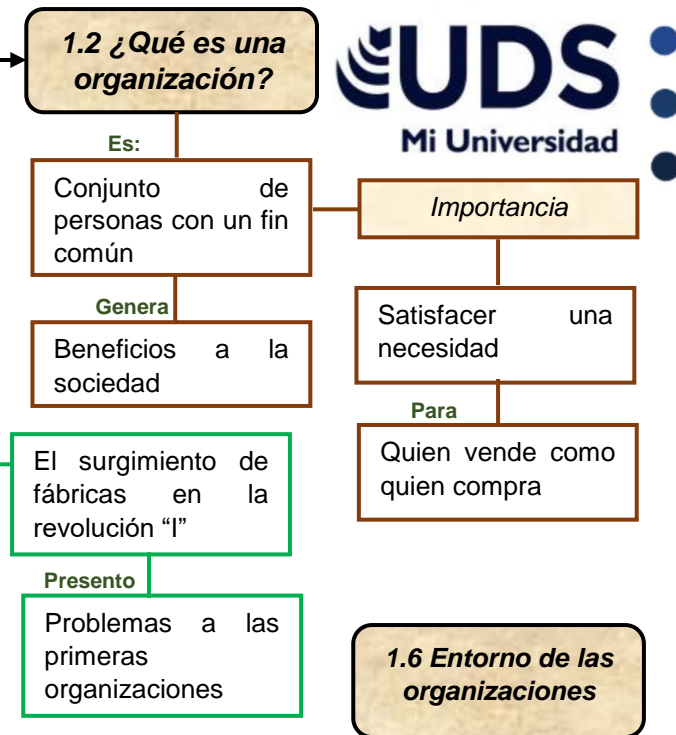 1.2 ¿Qué es una
organización?
UDS
Mi Universidad
Es:
Conjunto de
personas con un fin
común
Importancia
Genera
Beneficios a la
sociedad
Satisfacer una
necesidad
Para
Quien vende como
quien compra
El surgimiento de
fábricas en la
revolución “I”
Presento
Problemas a las
primeras
organizaciones
1.6 Entorno de las
organizaciones